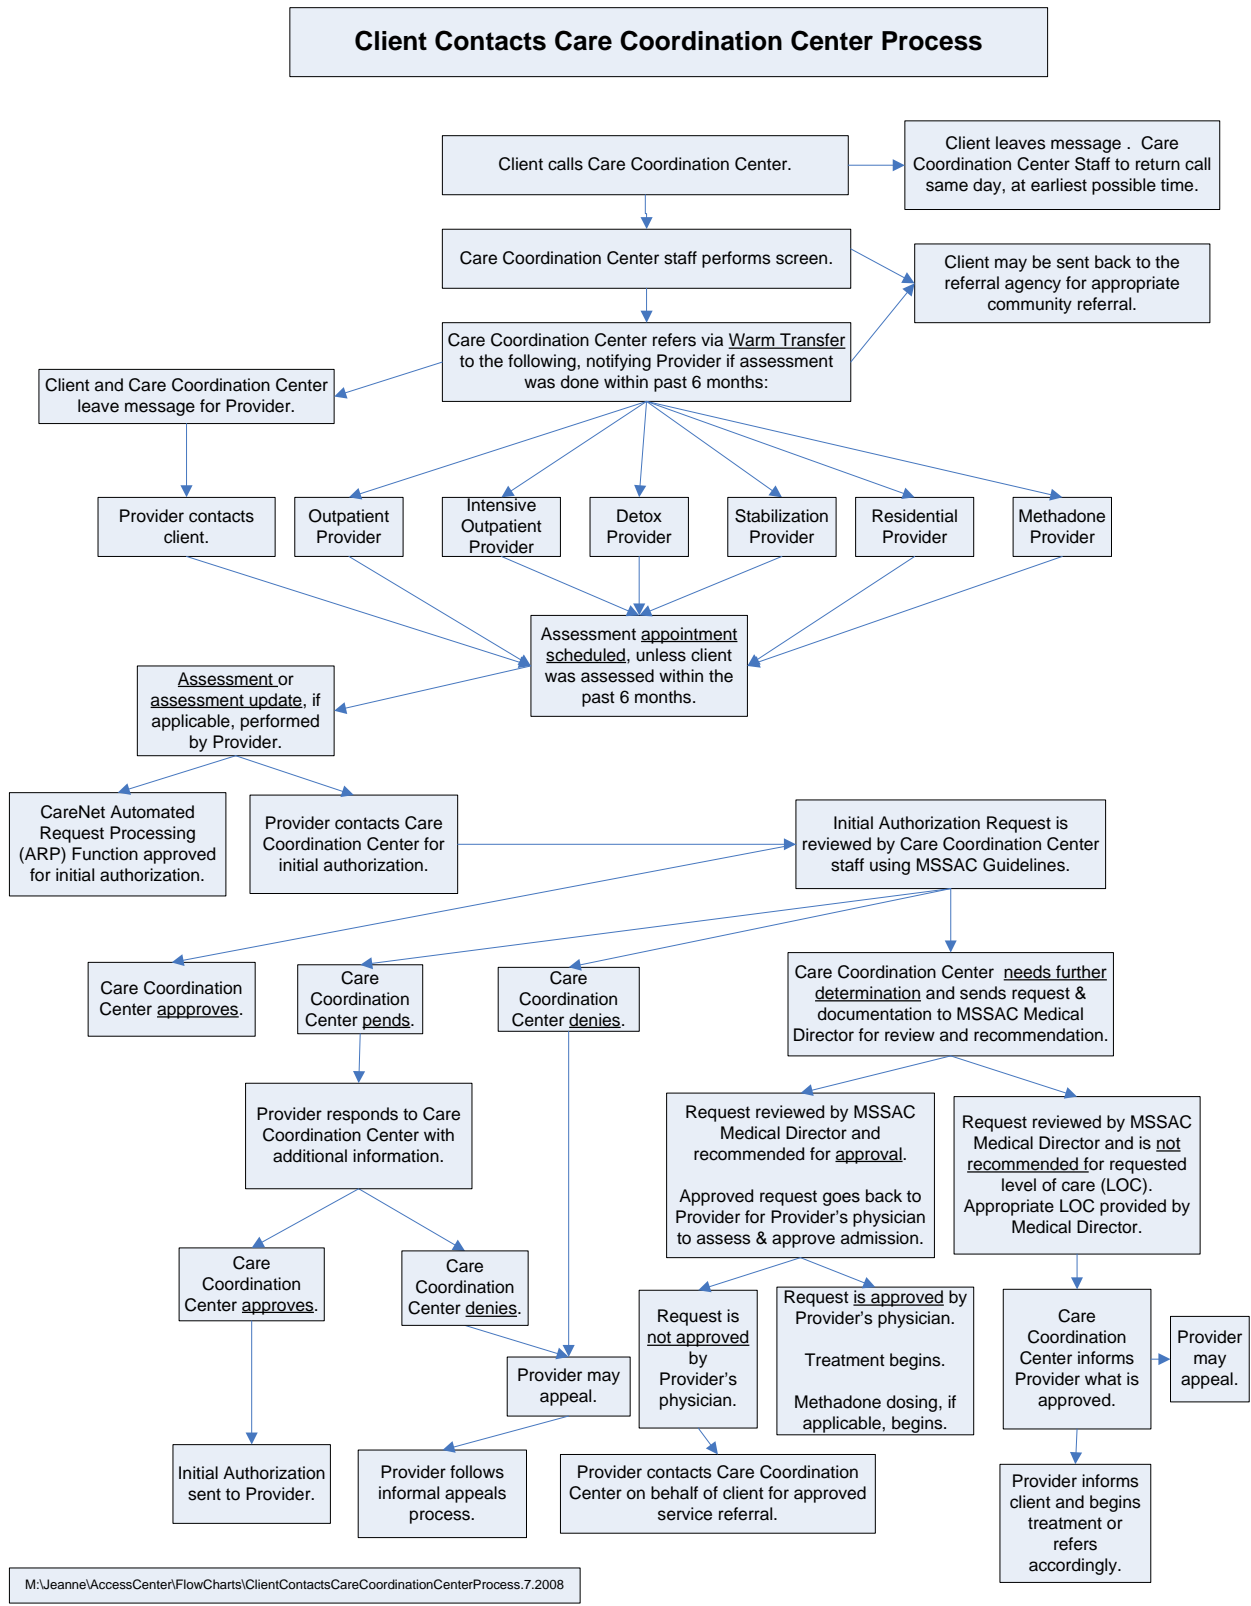 Client Contacts Care Coordination Center Process
Client calls Care Coordination Center.
Client leaves message .  Care
Coordination Center Staff to return call
same day, at earliest possible time.
Care Coordination Center staff performs screen.
Client may be sent back to the
referral agency for appropriate
community referral.
Care Coordination Center refers via Warm Transfer
to the following, notifying Provider if assessment
was done within past 6 months:
Client and Care Coordination Center
leave message for Provider.
Provider contacts
client.
Outpatient
Provider
Intensive
Outpatient
Provider
Detox
Provider
Stabilization
Provider
Residential
Provider
Methadone
Provider
Assessment appointment
scheduled, unless client
was assessed within the
past 6 months.
Assessment or
assessment update, if
applicable, performed
by Provider.
CareNet Automated
Request Processing
(ARP) Function approved
for initial authorization.
Provider contacts Care
Coordination Center for
initial authorization.
Initial Authorization Request is
reviewed by Care Coordination Center
staff using MSSAC Guidelines.
Care Coordination
Center appproves.
Care
Coordination
Center pends.
Care
Coordination
Center denies.
Care Coordination Center  needs further
determination and sends request &
documentation to MSSAC Medical
Director for review and recommendation.
Provider responds to Care
Coordination Center with
additional information.
Request reviewed by MSSAC
Medical Director and
recommended for approval.
Approved request goes back to
Provider for Provider's physician
to assess & approve admission.
Request reviewed by MSSAC
Medical Director and is not
recommended for requested
level of care (LOC).
Appropriate LOC provided by
Medical Director.
Care
Coordination
Center approves.
Care
Coordination
Center denies.
Request is
not approved
by
Provider's
physician.
Request is approved by
Provider's physician.
Treatment begins.
Methadone dosing, if
applicable, begins.
Care
Coordination
Center informs
Provider what is
approved.
Provider
may
appeal.
Provider may
appeal.
Initial Authorization
sent to Provider.
Provider follows
informal appeals
process.
Provider contacts Care Coordination
Center on behalf of client for approved
service referral.
Provider informs
client and begins
treatment or
refers
accordingly.
M:\Jeanne\AccessCenter\FlowCharts\ClientContactsCareCoordinationCenterProcess.7.2008